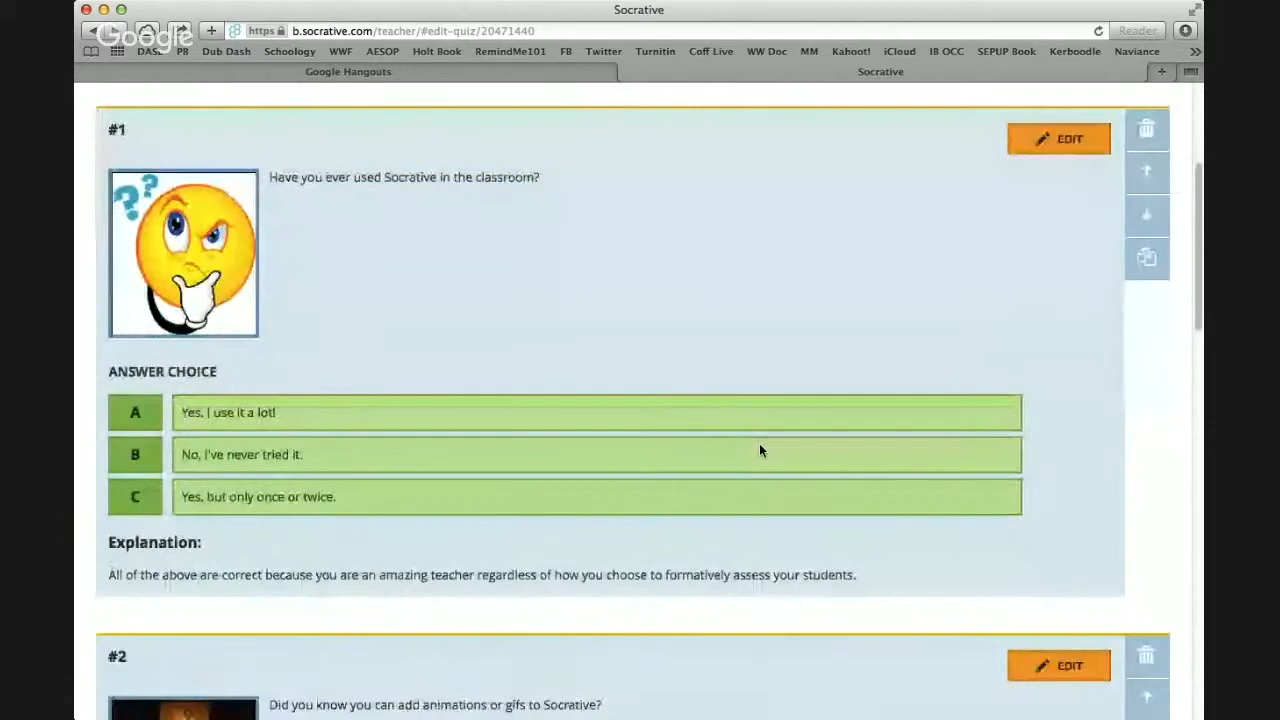 Socrative
Google
https b.socrative.com/teacher/#edit-quiz/20471440 Reader
DASL PB Dub Dash Schoology WWF AESOP Holt Book RemindMe101 FB Twitter Turnitin Coff Live WW Doc MM Kahoot! iCloud IB OCC SEPUP Book Kerboodle Naviance
Google Hangouts Socrative
#1
EDIT
? ?
Have you ever used Socrative in the classroom?
ANSWER CHOICE
A Yes, I use it a lot!
B No, I've never tried it.
C Yes, but only once or twice.
Explanation:
All of the above are correct because you are an amazing teacher regardless of how you choose to formatively assess your students.
#2
EDIT
Did you know you can add animations or gifs to Socrative?